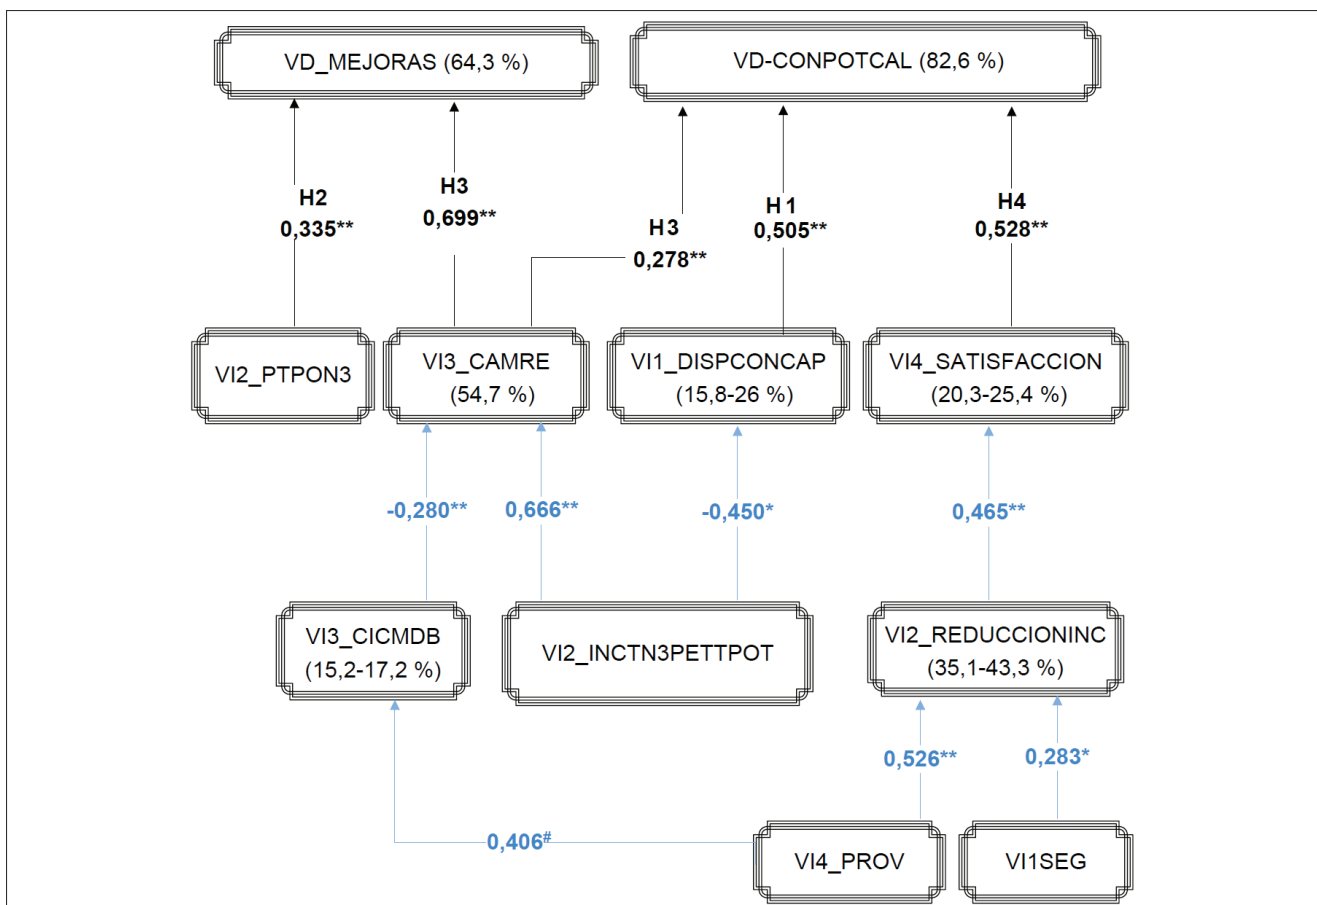 VD_MEJORAS (64,3 %)
VD-CONPOTCAL (82,6 %)
H2
0,335**
H3
0,699**
H3
0,278**
H1
0,505**
H4
0,528**
VI2_PTPON3
VI3_CAMRE
(54,7 %)
VI1_DISPCONCAP
(15,8-26 %)
VI4_SATISFACCION
(20,3-25,4 %)
-0,280**
0,666**
-0,450*
0,465**
VI3_CICMDB
(15,2-17,2 %)
VI2_INCTN3PETTPOT
VI2_REDUCCIONINC
(35,1-43,3 %)
0,526**
0,283*
0,406#
VI4_PROV
VI1SEG